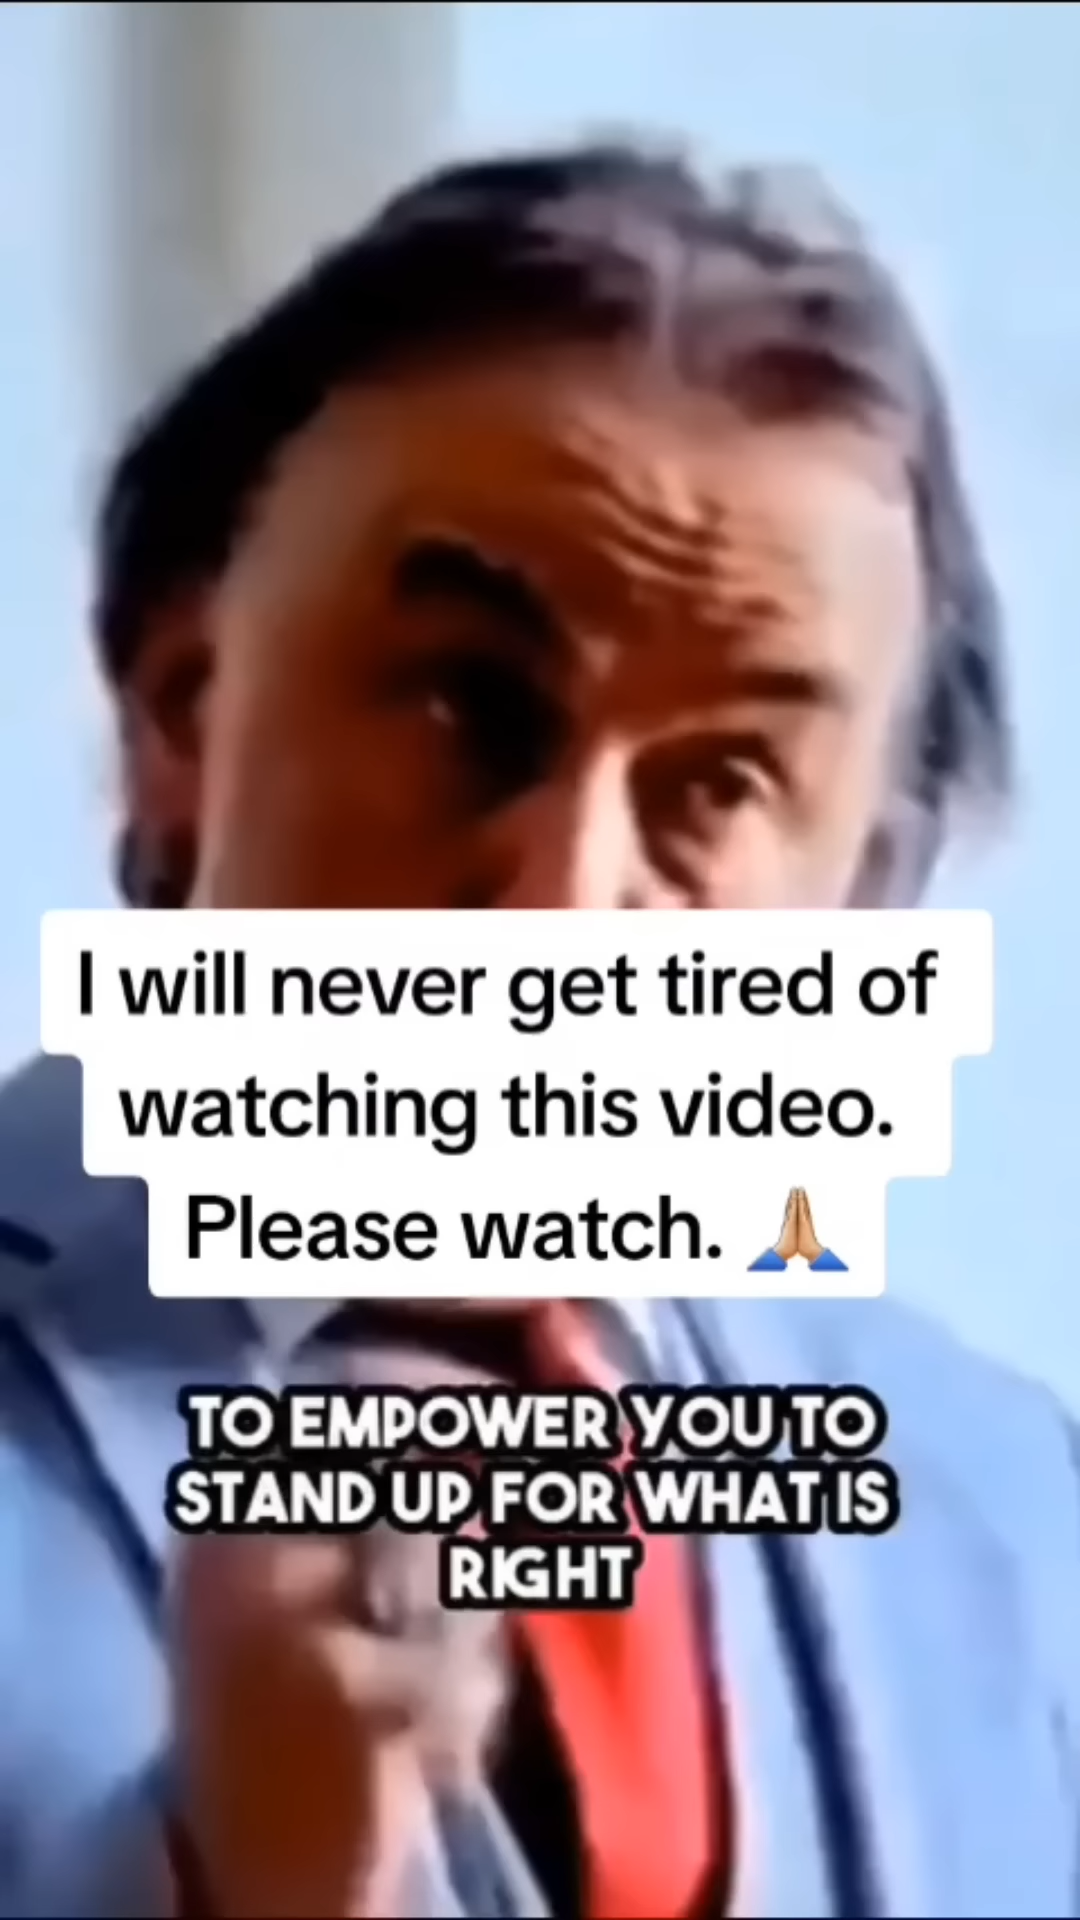 I will never get tired of
watching this video.
Please watch. 🙏🏼
TO EMPOWER YOU TO
STAND UP FOR WHAT IS
RIGHT